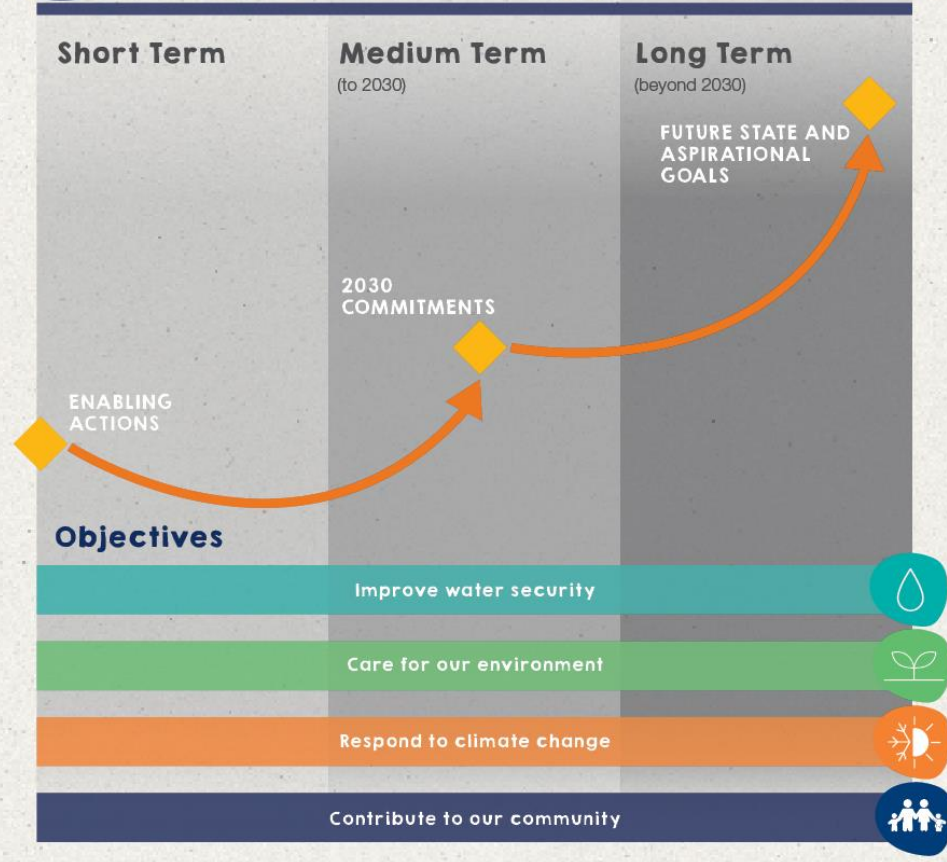 Short Term
Medium Term
(to 2030)
Long Term
(beyond 2030)
FUTURE STATE AND
ASPIRATIONAL
GOALS
2030
COMMITMENTS
ENABLING
ACTIONS
Objectives
Improve water security
Care for our environment
Respond to climate change
Contribute to our community